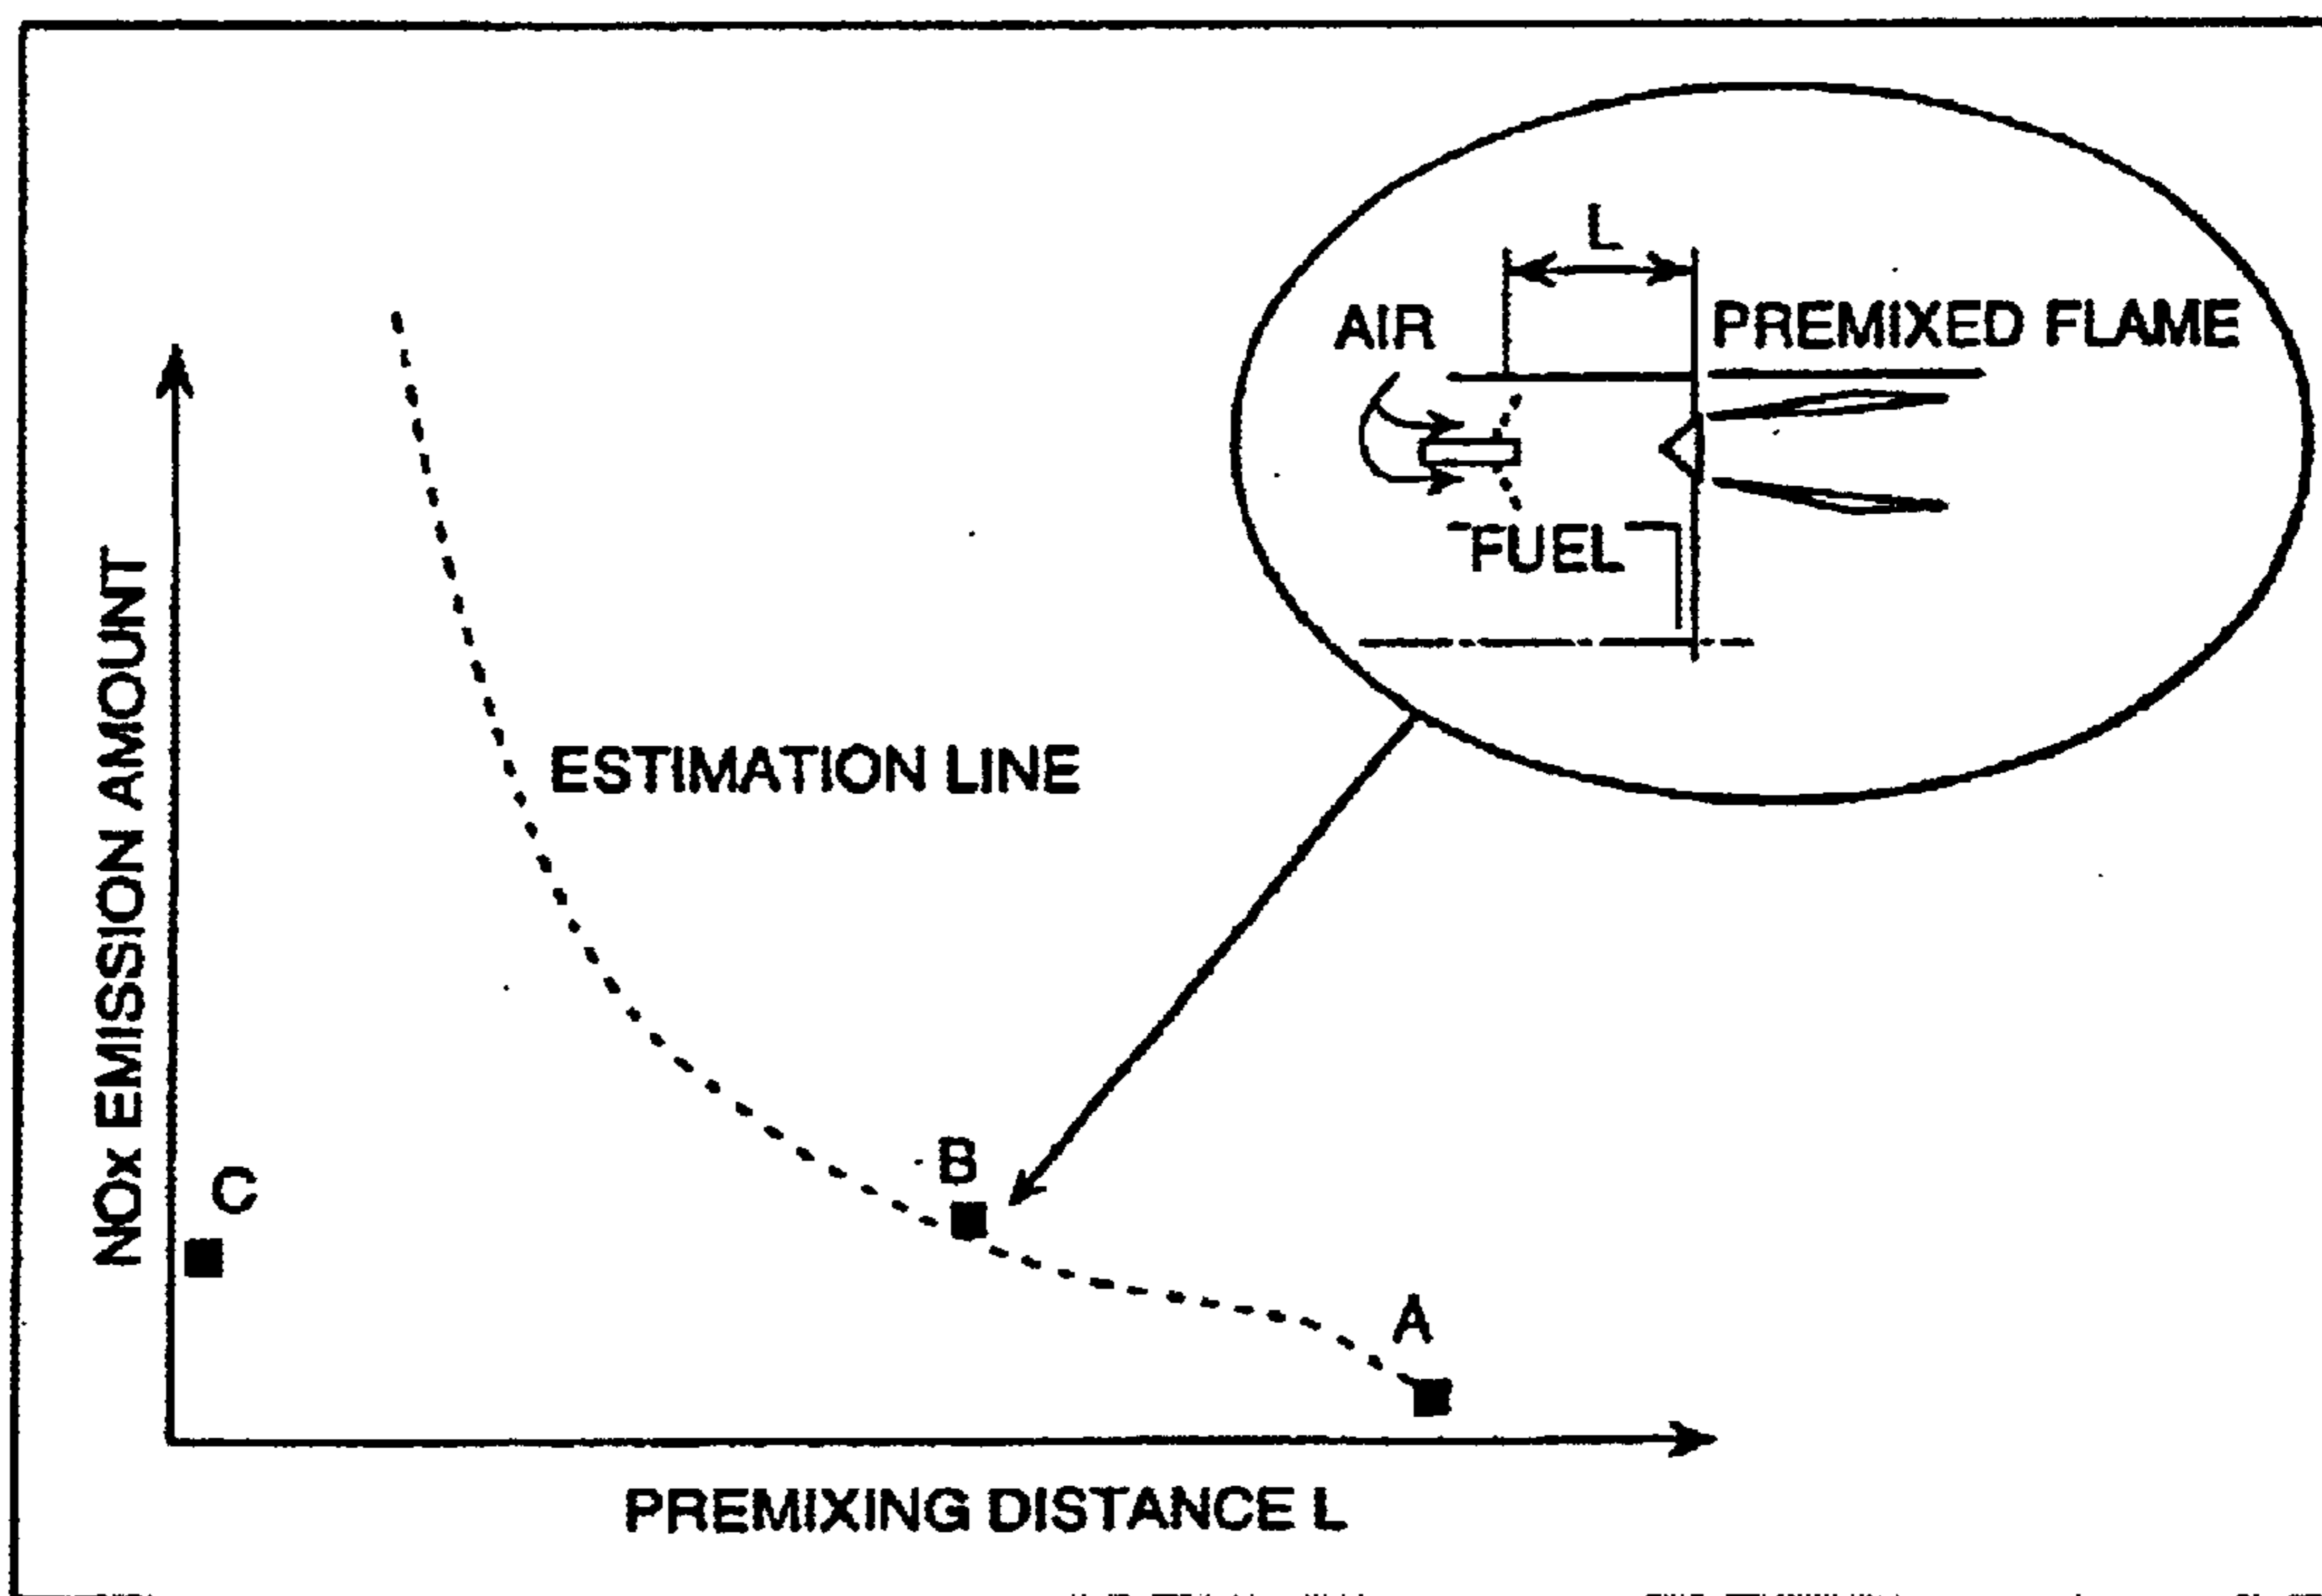 L
AIR
PREMIXED FLAME
FUEL
ESTIMATION LINE
NOx EMISSION AMOUNT
C
B
A
PREMIXING DISTANCE L